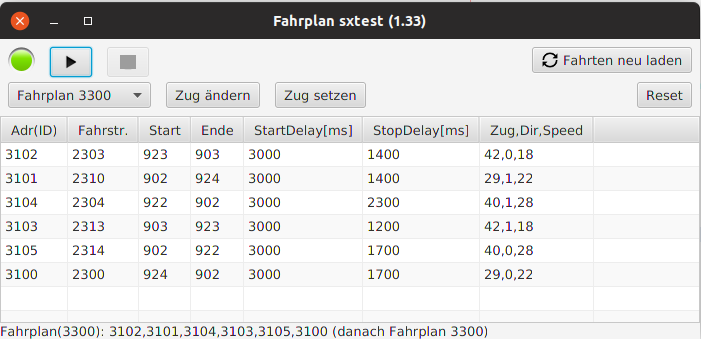 Fahrplan sxtest (1.33)
Fahrten neu laden
Fahrplan 3300 Zug ändern Zug setzen Reset
Adr(ID) Fahrstr. Start Ende StartDelay[ms] StopDelay[ms] Zug,Dir,Speed
3102 2303 923 903 3000 1400 42,0,18
3101 2310 902 924 3000 1400 29,1,22
3104 2304 922 902 3000 2300 40,1,28
3103 2313 903 923 3000 1200 42,1,18
3105 2314 902 922 3000 1700 40,0,28
3100 2300 924 902 3000 1700 29,0,22
Fahrplan(3300): 3102,3101,3104,3103,3105,3100 (danach Fahrplan 3300)